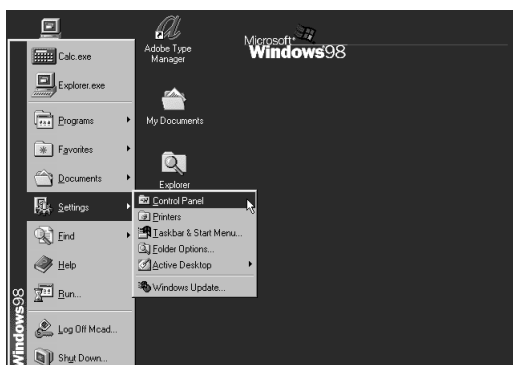 Adobe Type
Manager
My Documents
Explorer
Microsoft
Windows98
Calc.exe
Explorer.exe
Programs
Favorites
Documents
Settings
Find
Help
Run...
Log Off Mcad...
Shut Down...
Control Panel
Printers
Taskbar & Start Menu...
Folder Options...
Active Desktop
Windows Update...
Windows98